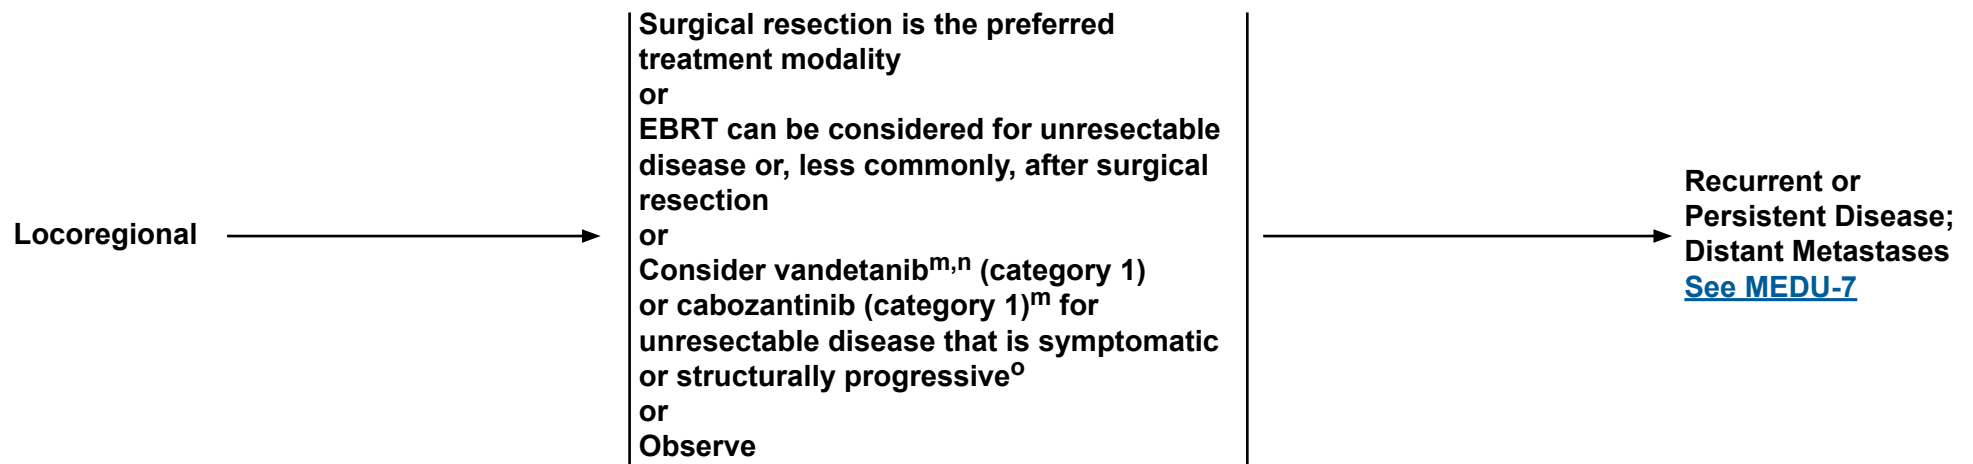 Locoregional
Surgical resection is the preferred
treatment modality
or
EBRT can be considered for unresectable
disease or, less commonly, after surgical
resection
or
Consider vandetanibm,n (category 1)
or cabozantinib (category 1)m for
unresectable disease that is symptomatic
or structurally progressiveo
or
Observe
Recurrent or
Persistent Disease;
Distant Metastases
See MEDU-7